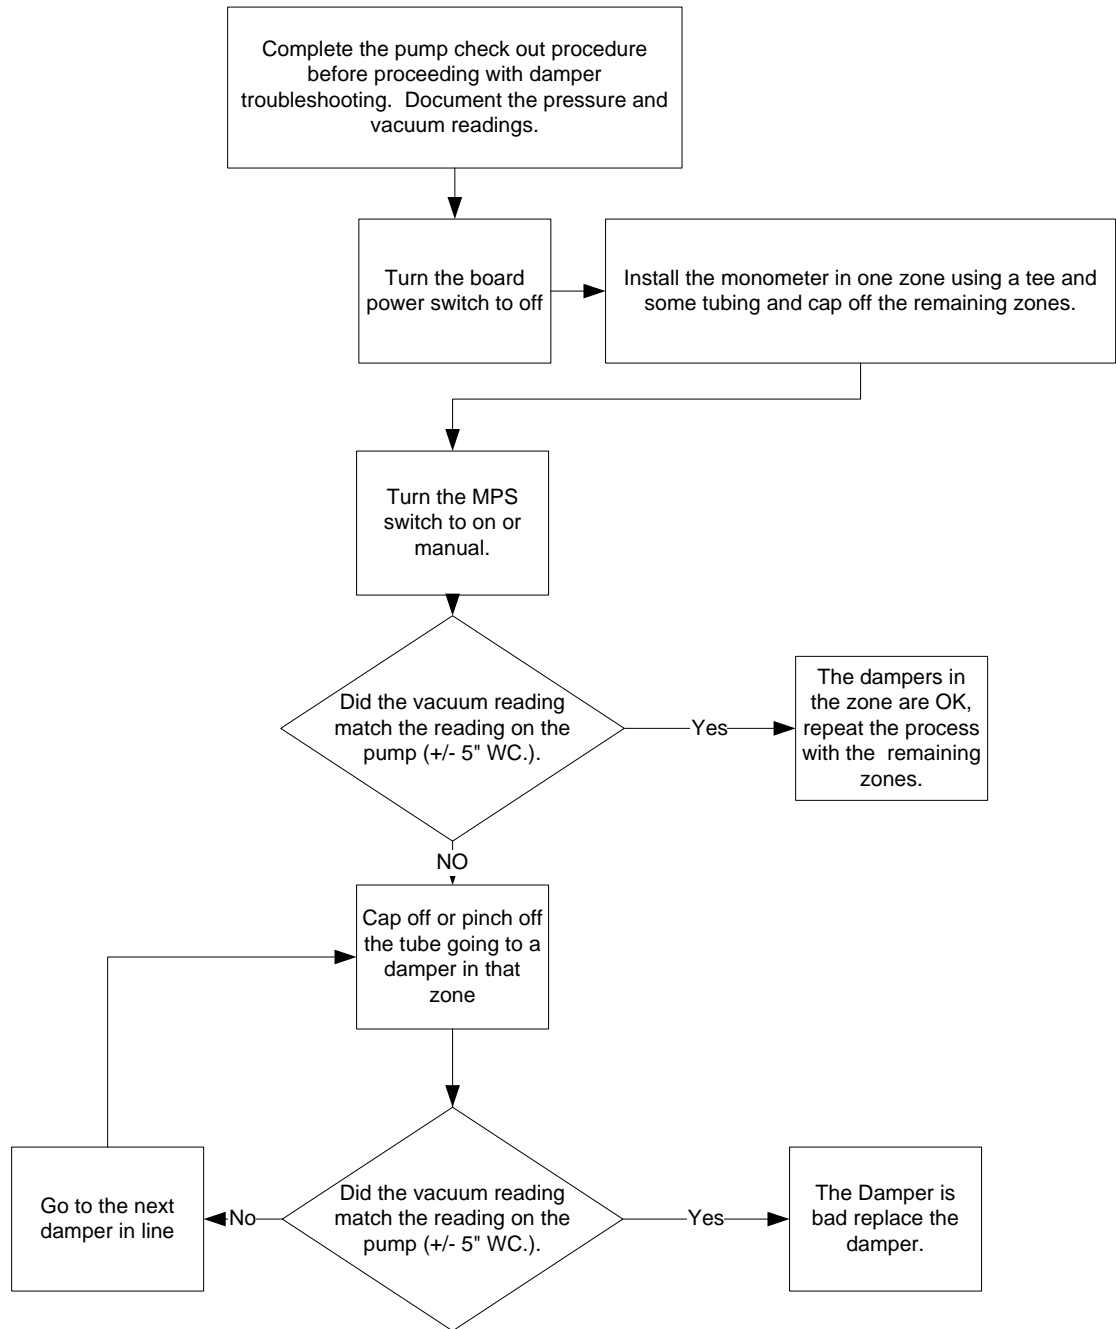 Complete the pump check out procedure
before proceeding with damper
troubleshooting.  Document the pressure and
vacuum readings.
Turn the board
power switch to off
Install the monometer in one zone using a tee and
some tubing and cap off the remaining zones.
Turn the MPS
switch to on or
manual.
Did the vacuum reading
match the reading on the
pump (+/- 5" WC.).
Yes
The dampers in
the zone are OK,
repeat the process
with the  remaining
zones.
NO
Cap off or pinch off
the tube going to a
damper in that
zone
Did the vacuum reading
match the reading on the
pump (+/- 5" WC.).
No
Go to the next
damper in line
Yes
The Damper is
bad replace the
damper.